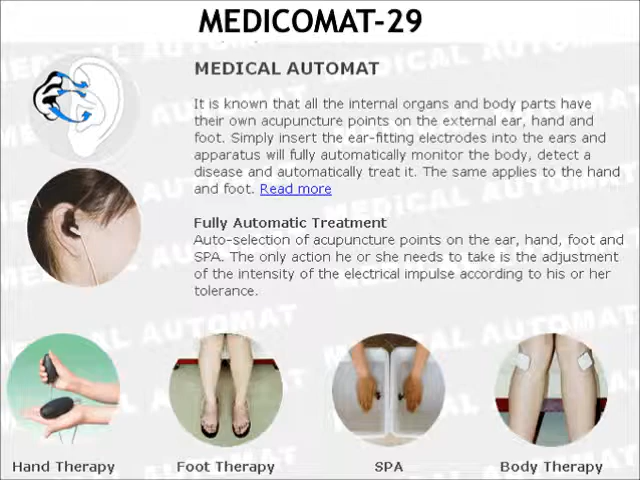 MEDICOMAT-29
MEDICAL AUTOMAT
It is known that all the internal organs and body parts have
their own acupuncture points on the external ear, hand and
foot. Simply insert the ear-fitting electrodes into the ears and
apparatus will fully automatically monitor the body, detect a
disease and automatically treat it. The same applies to the hand
and foot. Read more
Fully Automatic Treatment
Auto-selection of acupuncture points on the ear, hand, foot and
SPA. The only action he or she needs to take is the adjustment
of the intensity of the electrical impulse according to his or her
tolerance.
Hand Therapy
Foot Therapy
SPA
Body Therapy